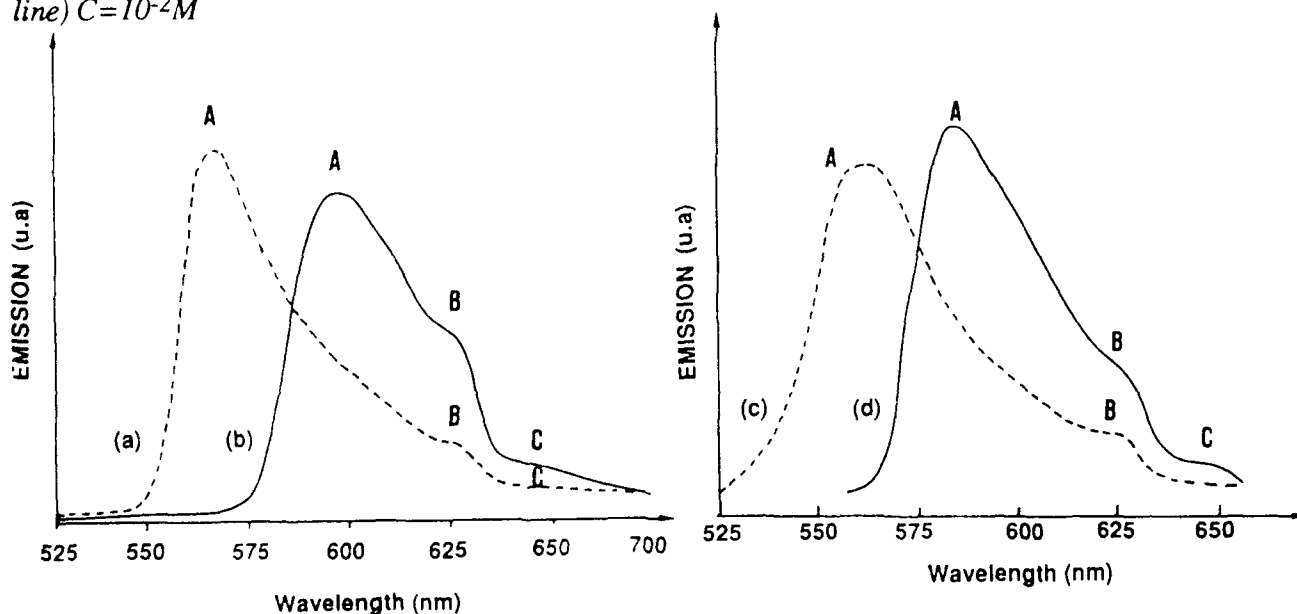 line) C=10-2M
A
A
B
B
C
C
(a)
(b)
EMISSION (u.a)
525 550 575 600 625 650 700
Wavelength (nm)
A
A
B
B
C
(c)
(d)
EMISSION (u.a)
525 550 575 600 625 650
Wavelength (nm)